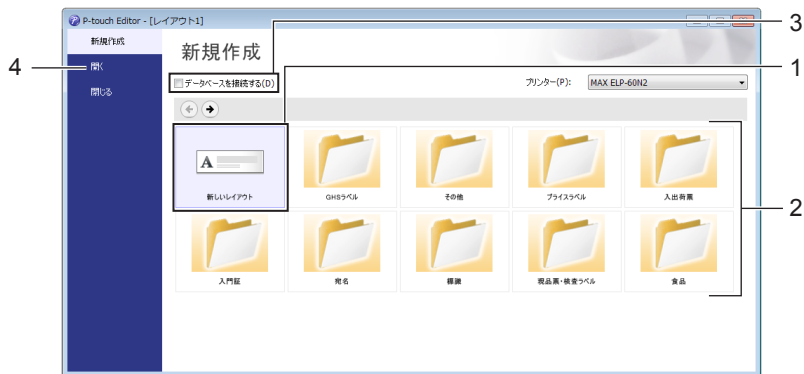 P-touch Editor - [レイアウト1]
3
新規作成
新規作成
4
開く
1
データベースを接続する(D)
プリンター(P):
MAX ELP-60N2
閉じる
A
新しいレイアウト
GHSラベル
その他
プライスラベル
入出荷票
2
入門証
宛名
標識
現品票・検査ラベル
食品